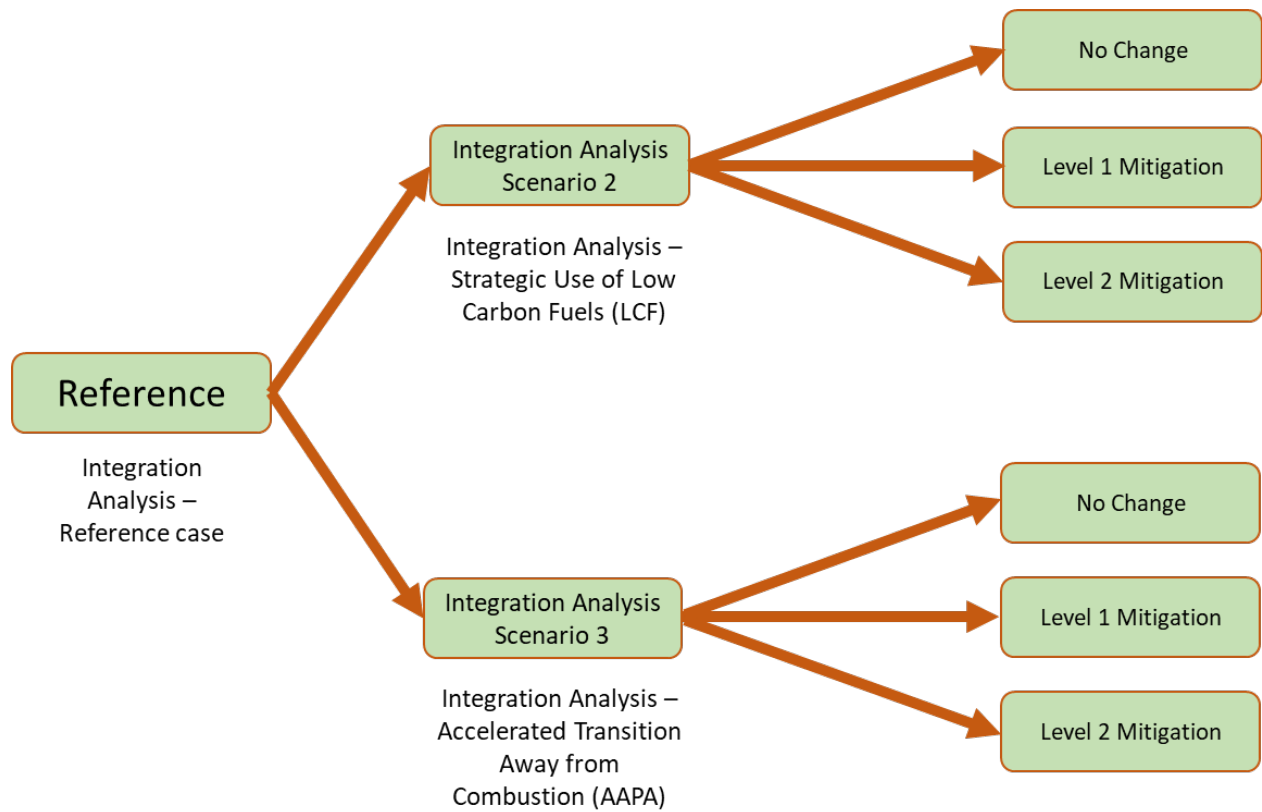 Reference
Integration
Analysis –
Reference case
Integration Analysis
Scenario 2
Integration Analysis –
Strategic Use of Low
Carbon Fuels (LCF)
No Change
Level 1 Mitigation
Level 2 Mitigation
Integration Analysis
Scenario 3
Integration Analysis –
Accelerated Transition
Away from
Combustion (AAPA)
No Change
Level 1 Mitigation
Level 2 Mitigation